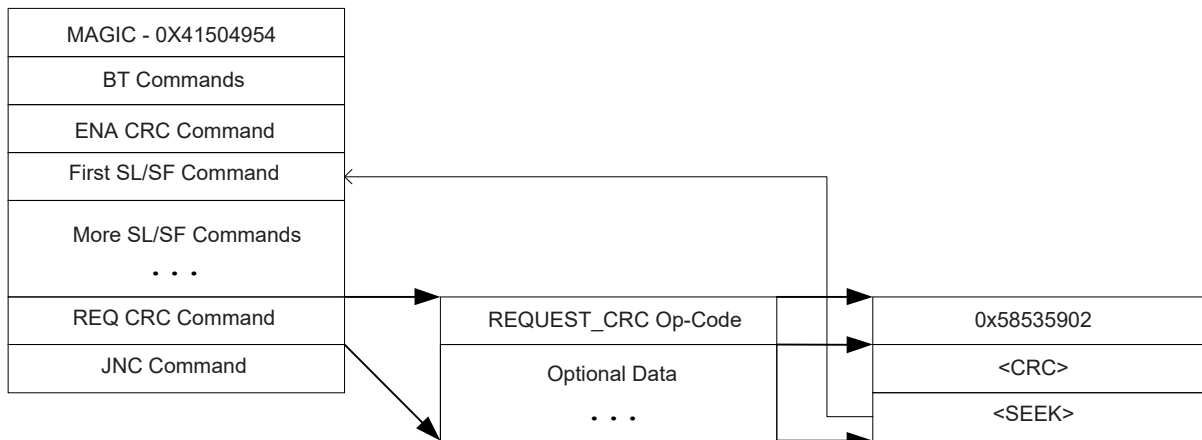 MAGIC - 0X41504954
BT Commands
ENA CRC Command
First SL/SF Command
More SL/SF Commands
. . .
REQ CRC Command
JNC Command
REQUEST_CRC Op-Code
Optional Data
. . .
0x58535902
<CRC>
<SEEK>